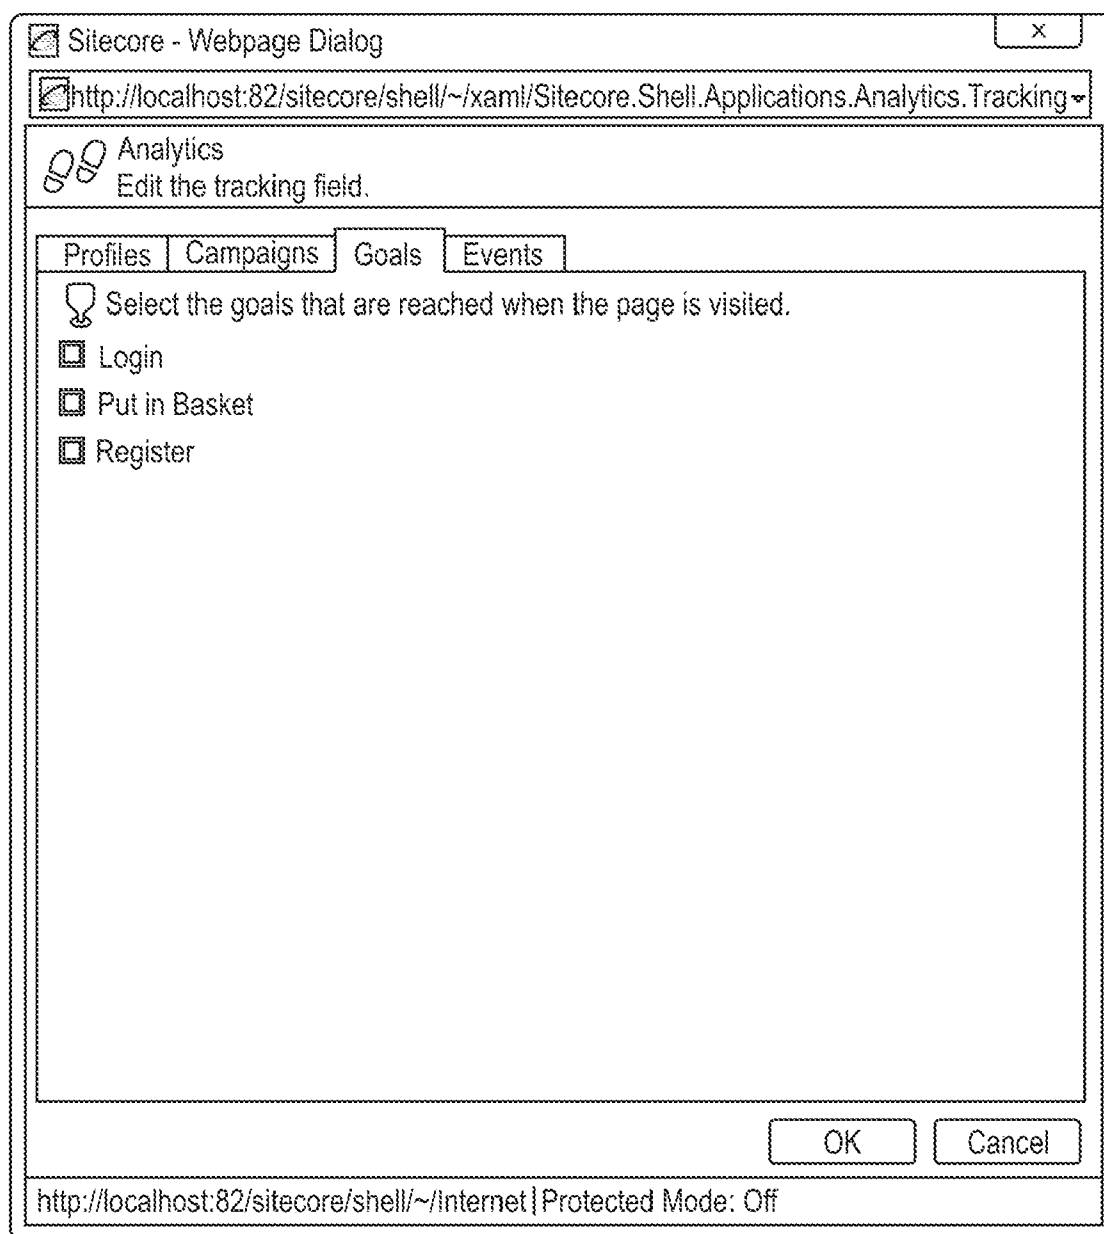 Sitecore - Webpage Dialog
x
http://localhost:82/sitecore/shell/~/xaml/Sitecore.Shell.Applications.Analytics.Tracking
Analytics
Edit the tracking field.
Profiles Campaigns Goals Events
Select the goals that are reached when the page is visited.
Login
Put in Basket
Register
OK Cancel
http://localhost:82/sitecore/shell/~/Internet|Protected Mode: Off